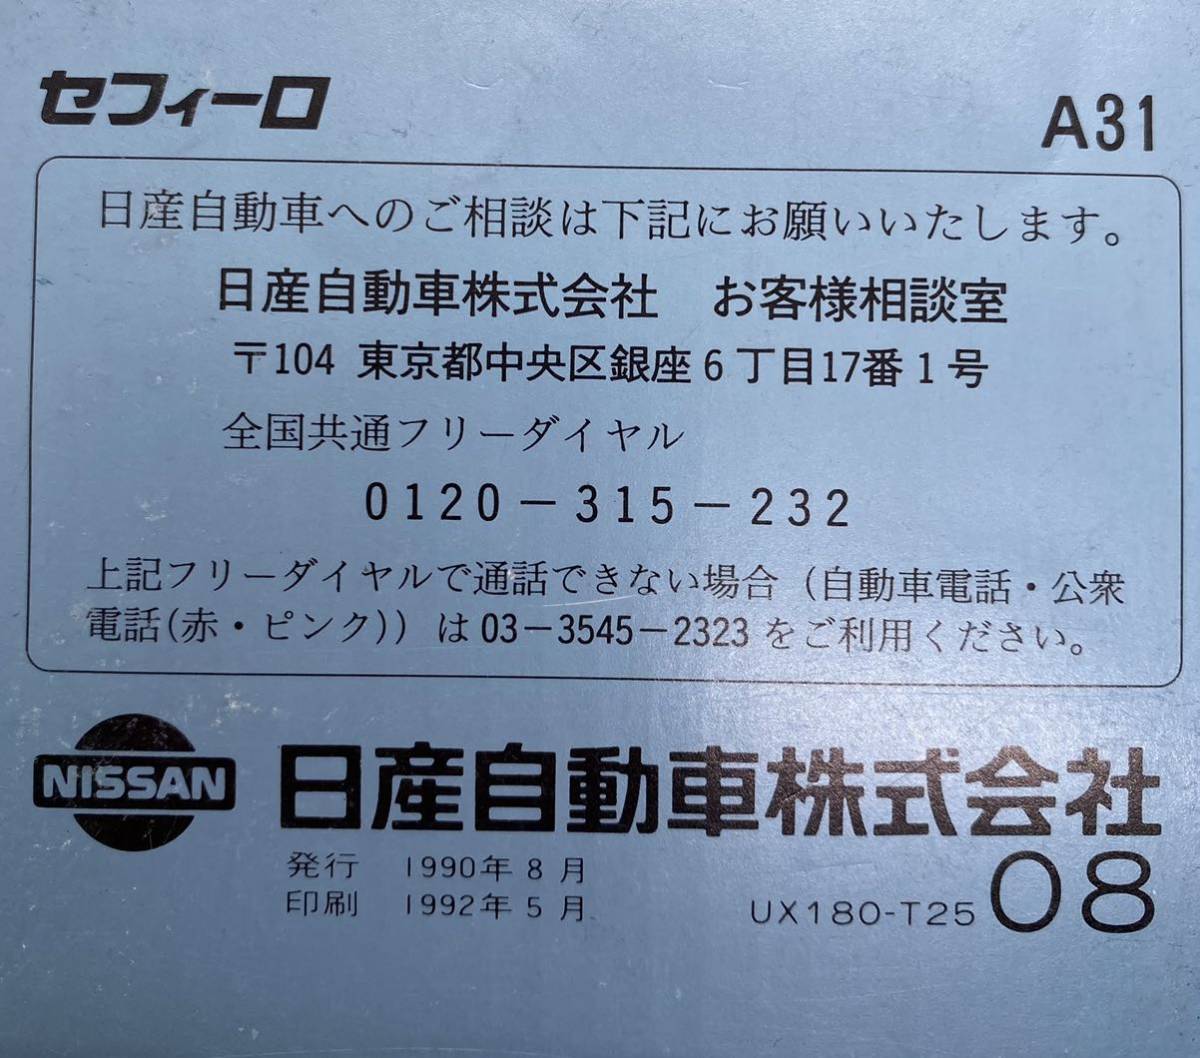 セフィーロ A31
日産自動車へのご相談は下記にお願いいたします。
日産自動車株式会社 お客様相談室
〒104 東京都中央区銀座6丁目17番1号
全国共通フリーダイヤル
0120-315-232
上記フリーダイヤルで通話できない場合(自動車電話・公衆
電話(赤・ピンク))は03-3545-2323をご利用ください。
NISSAN 日産自動車株式会社
発行 1990年8月
印刷 1992年5月 UX180-T25 08